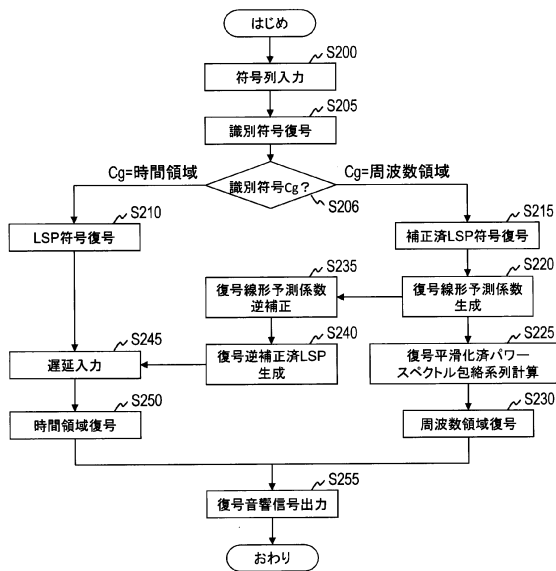 はじめ
S200
符号列入力
S205
識別符号復号
Cg=時間領域
識別符号Cg?
Cg=周波数領域
S206
S210
LSP符号復号
S215
補正済LSP符号復号
S235
復号線形予測係数
逆補正
S220
復号線形予測係数
生成
S245
遅延入力
S240
復号逆補正済LSP
生成
S225
復号平滑化済パワー
スペクトル包絡系列計算
S250
時間領域復号
S230
周波数領域復号
S255
復号音響信号出力
おわり